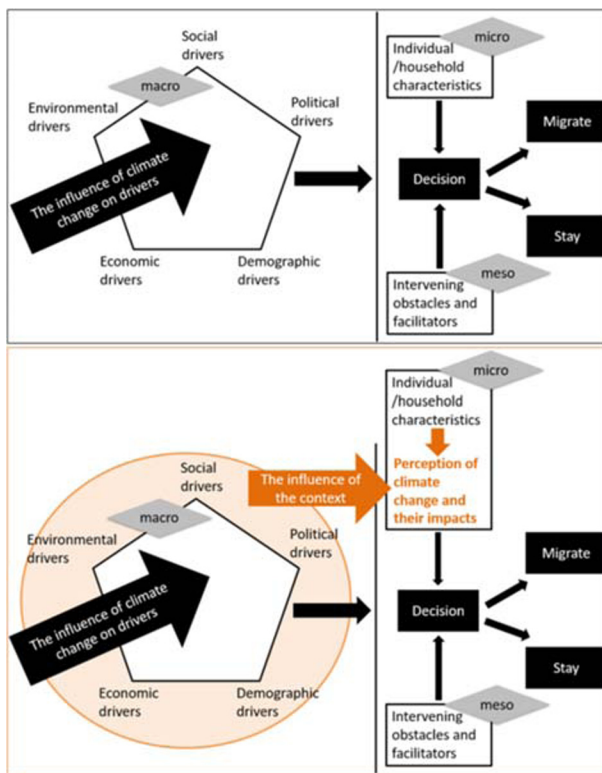 Social
drivers
macro
Environmental
drivers
Political
drivers
The influence of climate
change on drivers
Economic
drivers
Demographic
drivers
micro
Individual
/household
characteristics
Migrate
Decision
Stay
meso
Intervening
obstacles and
facilitators
micro
Individual
/household
characteristics
Social
drivers
The influence of
the context
Perception of
climate
change and
their impacts
macro
Environmental
drivers
Political
drivers
Migrate
The influence of climate
change on drivers
Decision
Economic
drivers
Demographic
drivers
Stay
meso
Intervening
obstacles and
facilitators